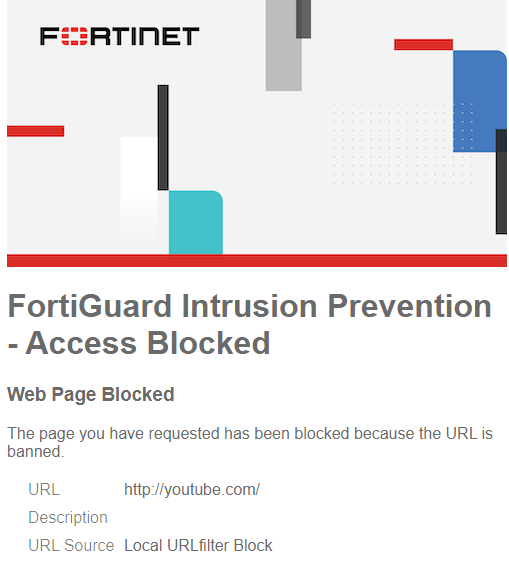 FORTINET
FortiGuard Intrusion Prevention
- Access Blocked
Web Page Blocked
The page you have requested has been blocked because the URL is
banned.
URL http://youtube.com/
Description
URL Source Local URLfilter Block